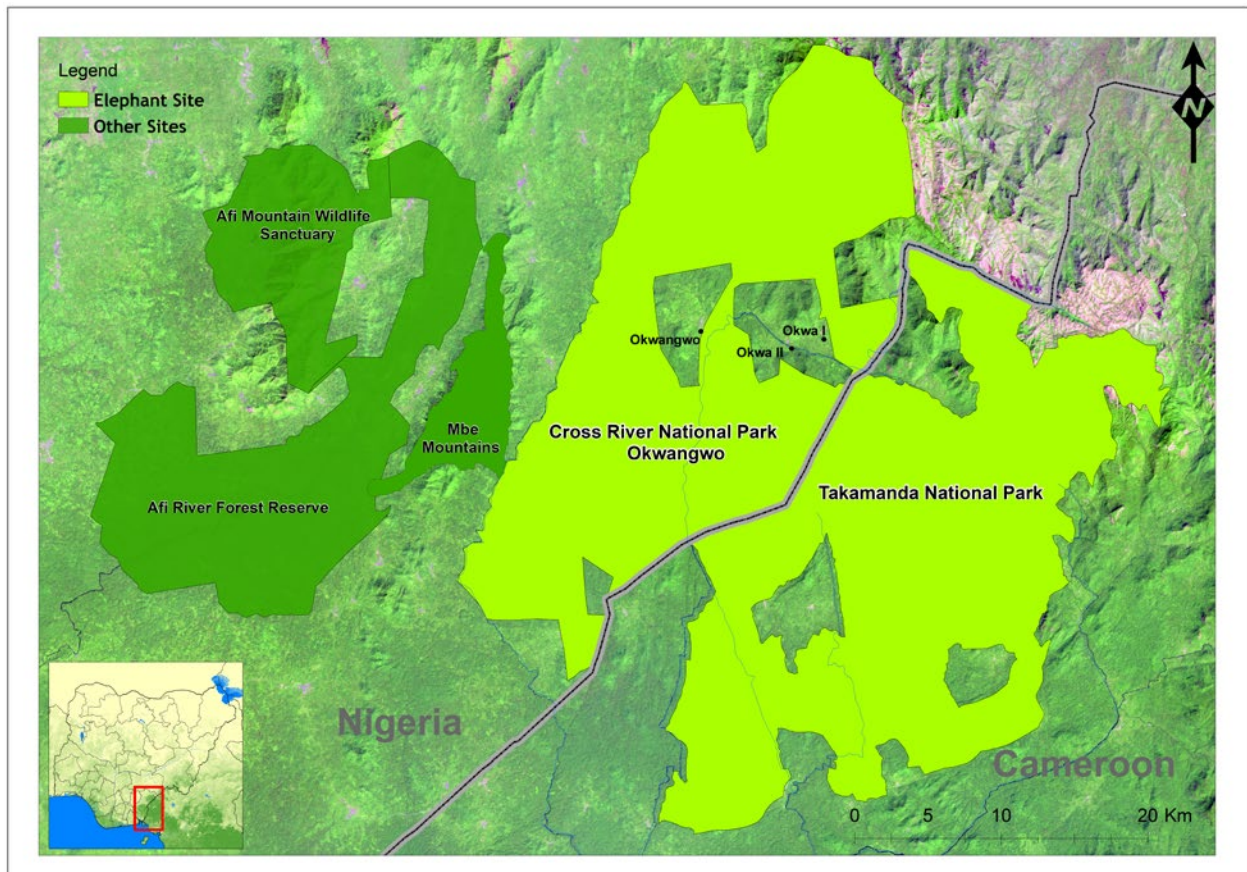 Legend
Elephant Site
Other Sites
N
Afi Mountain Wildlife
Sanctuary
Okwangwo
Okwa I
Okwa II
Mbe
Mountains
Cross River National Park
Okwangwo
Takamanda National Park
Afi River Forest Reserve
Nigeria
Cameroon
0 5 10 20 Km